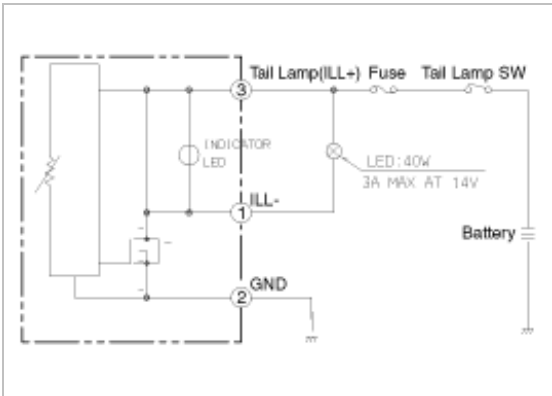 Tail Lamp(ILL+) Fuse Tail Lamp SW
3
INDICATOR
LED
LED:40W
3A MAX AT 14V
1
ILL-
Battery
GND
2